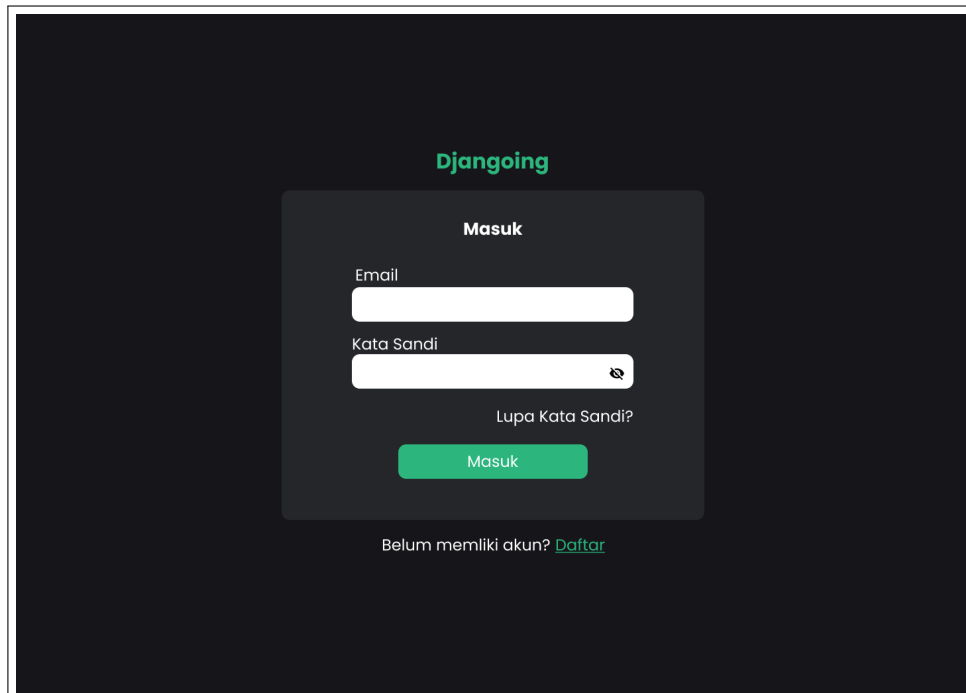 Djangoing
Masuk
Email
Kata Sandi
Lupa Kata Sandi?
Masuk
Belum memliki akun? Daftar